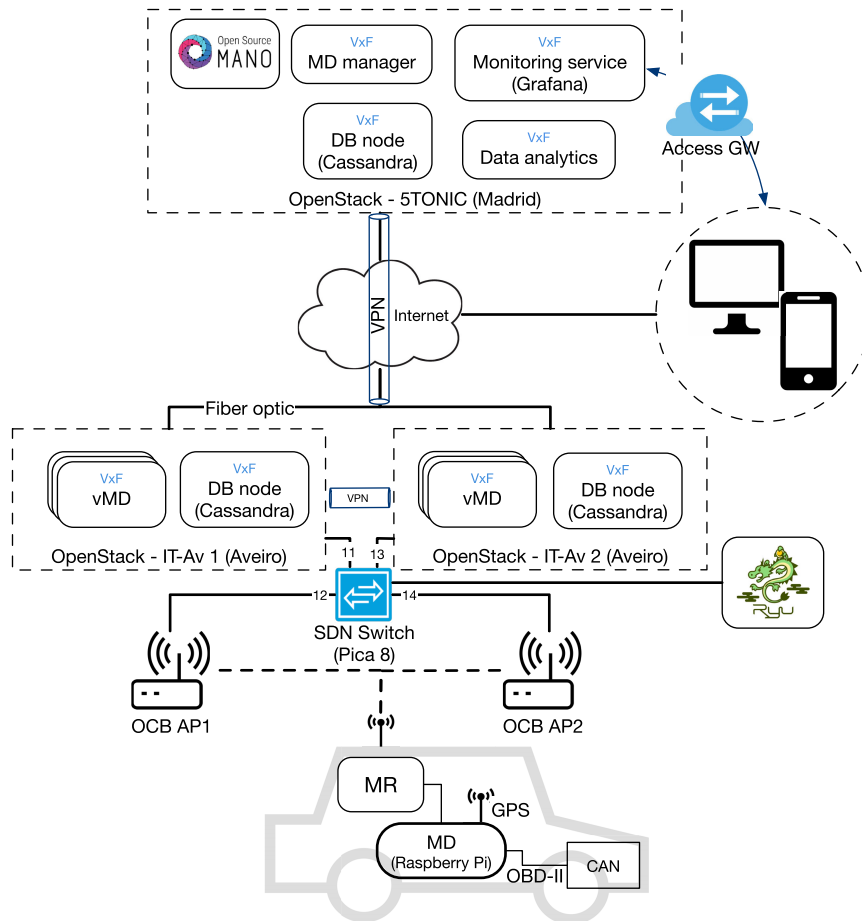 Open Source
MANO
VxF
MD manager
VxF
Monitoring service
(Grafana)
VxF
DB node
(Cassandra)
VxF
Data analytics
Access GW
OpenStack - 5TONIC (Madrid)
VPN
Internet
Fiber optic
VxF
vMD
VxF
DB node
(Cassandra)
VPN
VxF
vMD
VxF
DB node
(Cassandra)
OpenStack - IT-Av 1 (Aveiro)
11
13
OpenStack - IT-Av 2 (Aveiro)
12
14
RYU
SDN Switch
(Pica 8)
OCB AP1
OCB AP2
MR
GPS
MD
(Raspberry Pi)
OBD-II
CAN